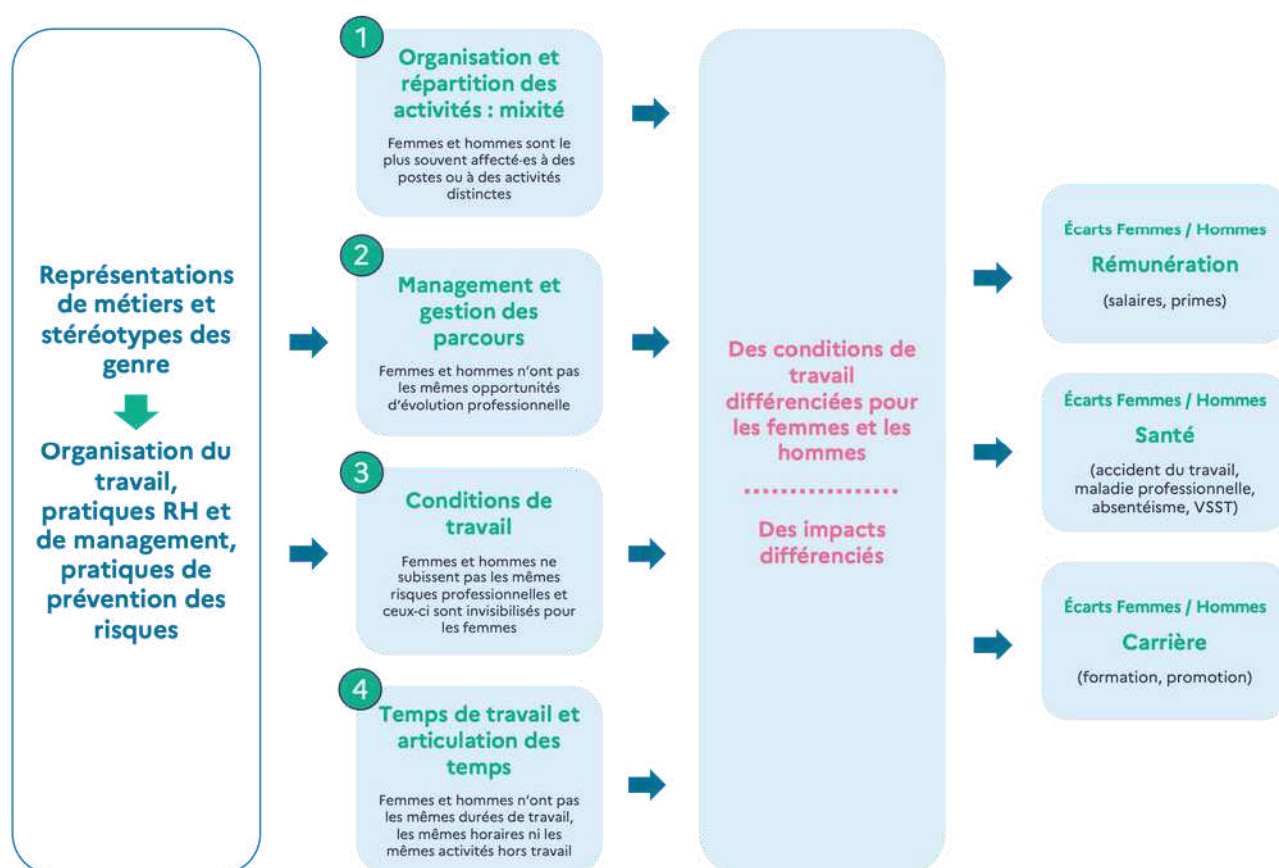 Représentations
de métiers et
stéréotypes des
genre
Organisation du
travail,
pratiques RH et
de management,
pratiques de
prévention des
risques
1
Organisation et
répartition des
activités : mixité
Femmes et hommes sont le
plus souvent affecté·es à des
postes ou à des activités
distinctes
2
Management et
gestion des
parcours
Femmes et hommes n'ont pas
les mêmes opportunités
d'évolution professionnelle
3
Conditions de
travail
Femmes et hommes ne
subissent pas les mêmes
risques professionnelles et
ceux-ci sont invisibilisés pour
les femmes
4
Temps de travail et
articulation des
temps
Femmes et hommes n'ont pas
les mêmes durées de travail,
les mêmes horaires ni les
mêmes activités hors travail
Des conditions de
travail
différenciées pour
les femmes et les
hommes
Des impacts
différenciés
Écarts Femmes / Hommes
Rémunération
(salaires, primes)
Écarts Femmes / Hommes
Santé
(accident du travail,
maladie professionnelle,
absentéisme, VSST)
Écarts Femmes / Hommes
Carrière
(formation, promotion)